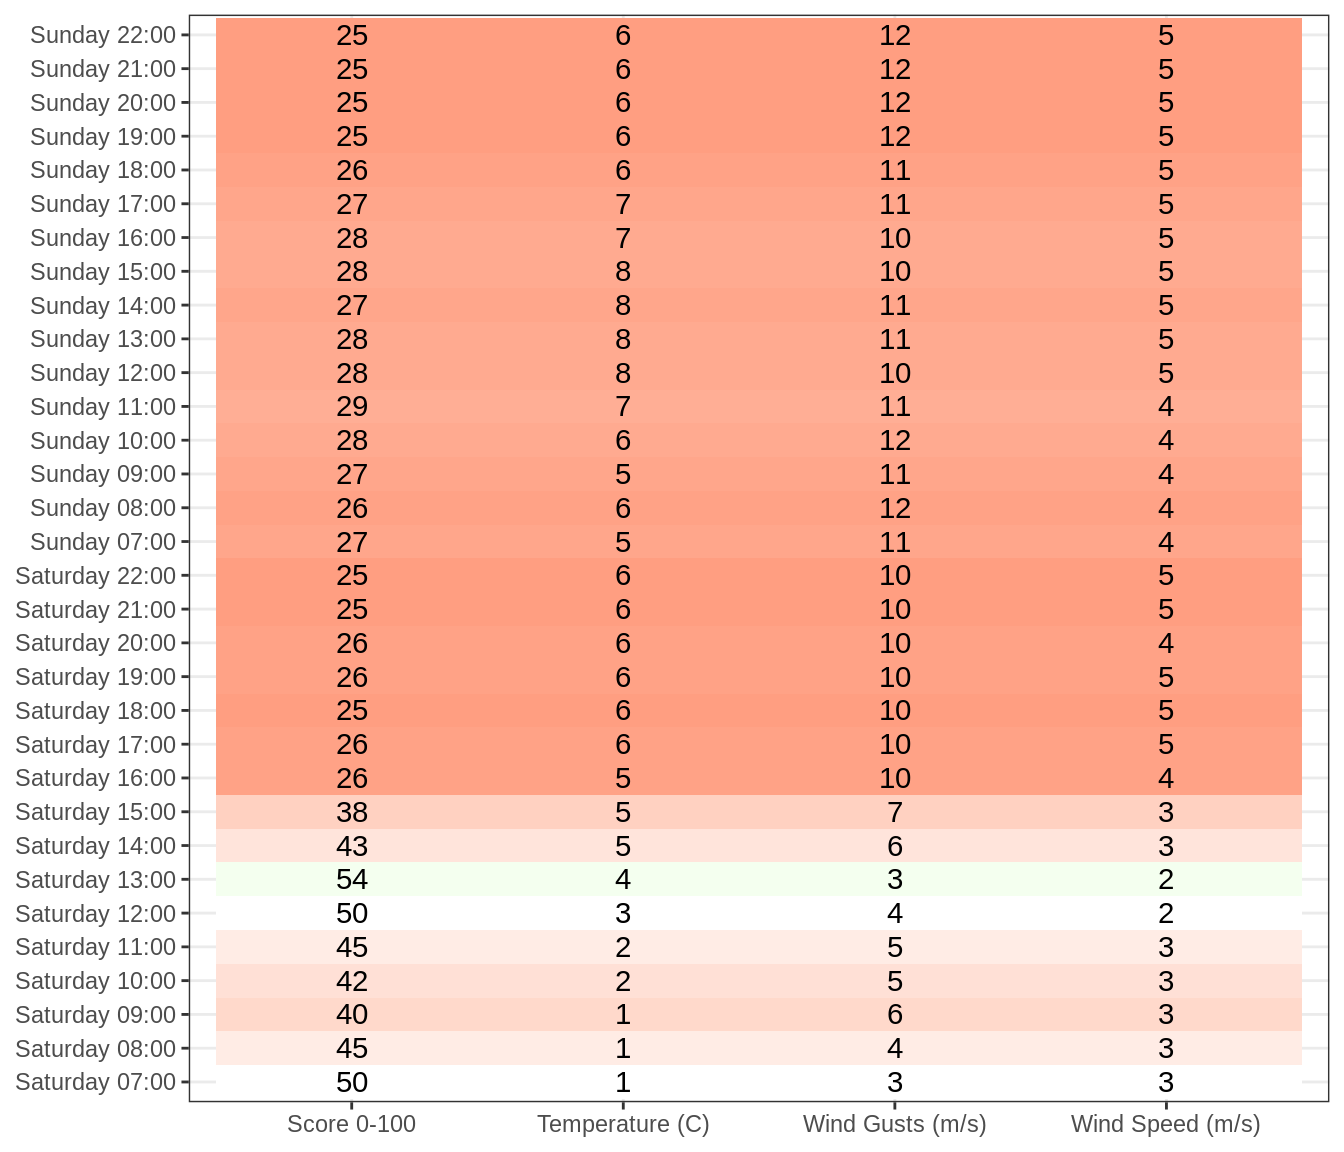 Sunday 22:00 25 6 12 5
Sunday 21:00 25 6 12 5
Sunday 20:00 25 6 12 5
Sunday 19:00 25 6 12 5
Sunday 18:00 26 6 11 5
Sunday 17:00 27 7 11 5
Sunday 16:00 28 7 10 5
Sunday 15:00 28 8 10 5
Sunday 14:00 27 8 11 5
Sunday 13:00 28 8 11 5
Sunday 12:00 28 8 10 5
Sunday 11:00 29 7 11 4
Sunday 10:00 28 6 12 4
Sunday 09:00 27 5 11 4
Sunday 08:00 26 6 12 4
Sunday 07:00 27 5 11 4
Saturday 22:00 25 6 10 5
Saturday 21:00 25 6 10 5
Saturday 20:00 26 6 10 4
Saturday 19:00 26 6 10 5
Saturday 18:00 25 6 10 5
Saturday 17:00 26 6 10 5
Saturday 16:00 26 5 10 4
Saturday 15:00 38 5 7 3
Saturday 14:00 43 5 6 3
Saturday 13:00 54 4 3 2
Saturday 12:00 50 3 4 2
Saturday 11:00 45 2 5 3
Saturday 10:00 42 2 5 3
Saturday 09:00 40 1 6 3
Saturday 08:00 45 1 4 3
Saturday 07:00 50 1 3 3
Score 0-100 Temperature (C) Wind Gusts (m/s) Wind Speed (m/s)